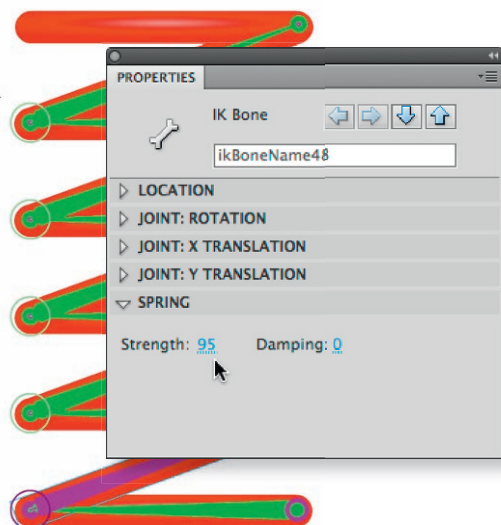 PROPERTIES
IK Bone
ikBoneName48
LOCATION
JOINT: ROTATION
JOINT: X TRANSLATION
JOINT: Y TRANSLATION
SPRING
Strength: 95 Damping: 0